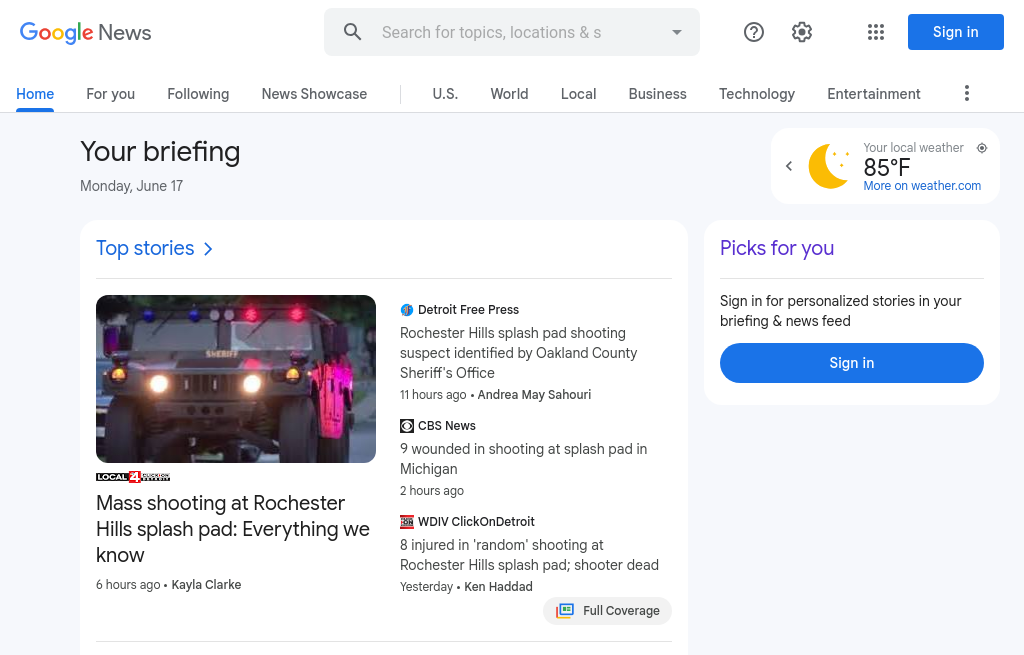 Google News
Search for topics, locations & s
Sign in
Home
For you
Following
News Showcase
U.S.
World
Local
Business
Technology
Entertainment
Your briefing
Monday, June 17
Your local weather
85°F
More on weather.com
Top stories
SHERIFF
LOCAL 4 CLICK ON DETROIT
Mass shooting at Rochester
Hills splash pad: Everything we
know
6 hours ago • Kayla Clarke
Detroit Free Press
Rochester Hills splash pad shooting
suspect identified by Oakland County
Sheriff's Office
11 hours ago • Andrea May Sahouri
CBS News
9 wounded in shooting at splash pad in
Michigan
2 hours ago
WDIV ClickOnDetroit
8 injured in 'random' shooting at
Rochester Hills splash pad; shooter dead
Yesterday • Ken Haddad
Full Coverage
Picks for you
Sign in for personalized stories in your
briefing & news feed
Sign in